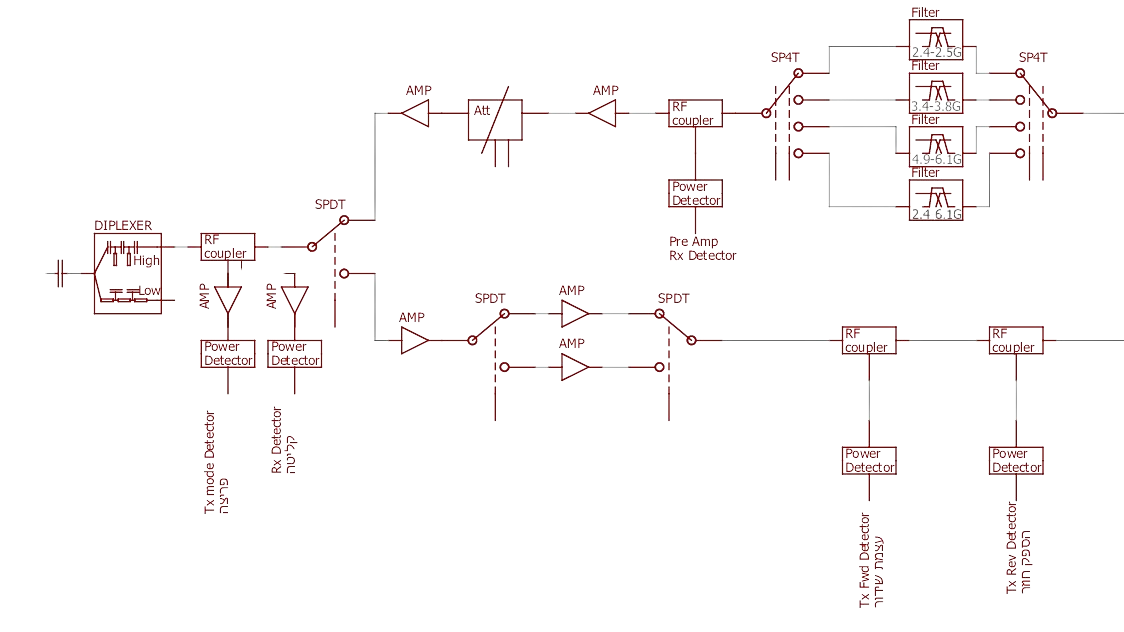 Filter
2.4-2.5G
SP4T
SP4T
Filter
3.4-3.8G
AMP
AMP
Att
RF
coupler
Filter
4.9-6.1G
Filter
2.4-6.1G
Power
Detector
Pre Amp
Rx Detector
SPDT
DIPLEXER
High
Low
RF
coupler
AMP
AMP
Power
Detector
Power
Detector
Tx mode Detector
פריצה
Rx Detector
קליטה
AMP
SPDT
AMP
AMP
SPDT
RF
coupler
RF
coupler
Power
Detector
Power
Detector
Tx Fwd Detector
עצמת שידור
Tx Rev Detector
הספק חוזר